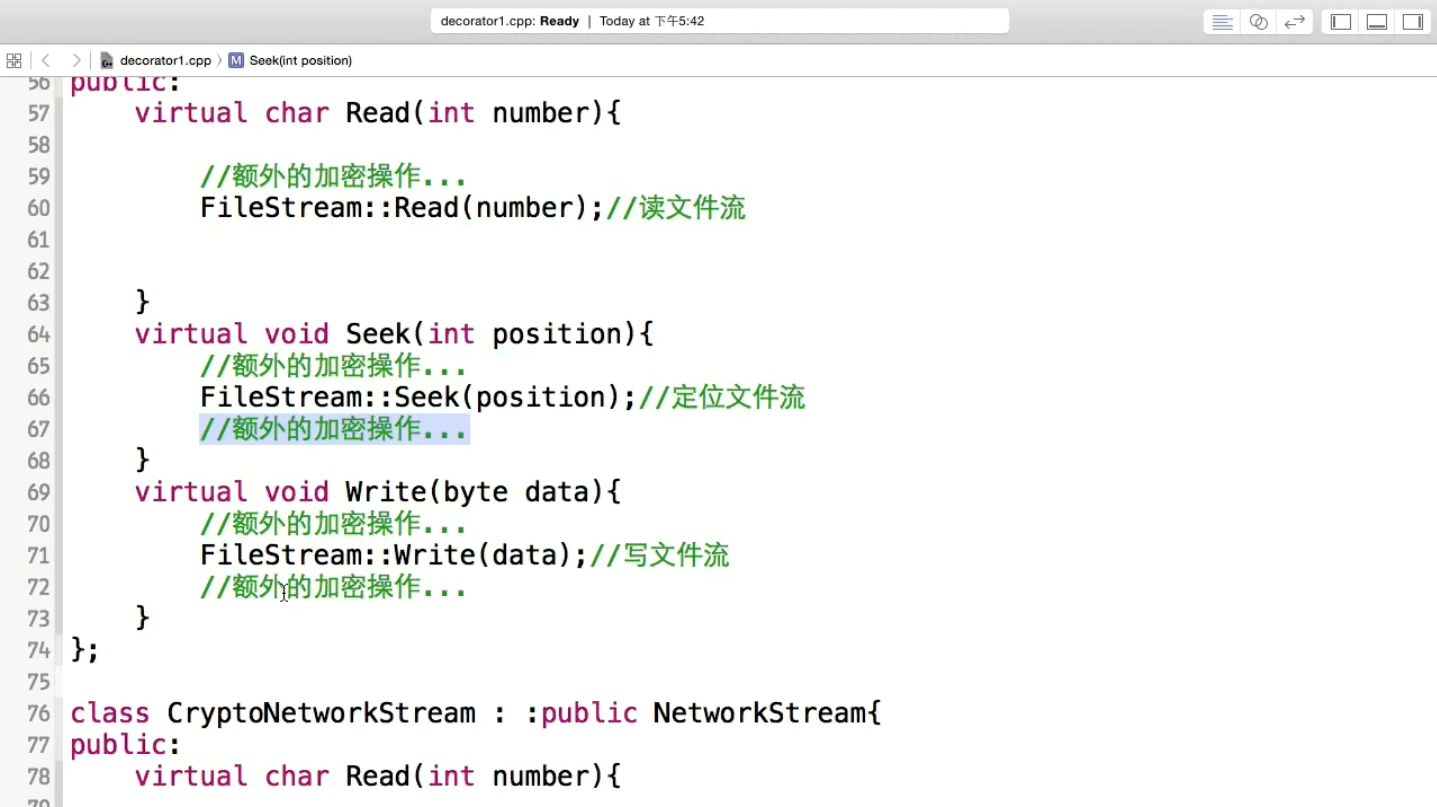 decorator1.cpp: Ready | Today at 下午5:42
decorator1.cpp 〉 M Seek(int position)
56 public:
57 virtual char Read(int number){
58
59 //额外的加密操作...
60 FileStream::Read(number);//读文件流
61
62
63 }
64 virtual void Seek(int position){
65 //额外的加密操作...
66 FileStream::Seek(position);//定位文件流
67 //额外的加密操作...
68 }
69 virtual void Write(byte data){
70 //额外的加密操作...
71 FileStream::Write(data);//写文件流
72 //额外的加密操作...
73 }
74 };
75
76 class CryptoNetworkStream : :public NetworkStream{
77 public:
78 virtual char Read(int number){
79